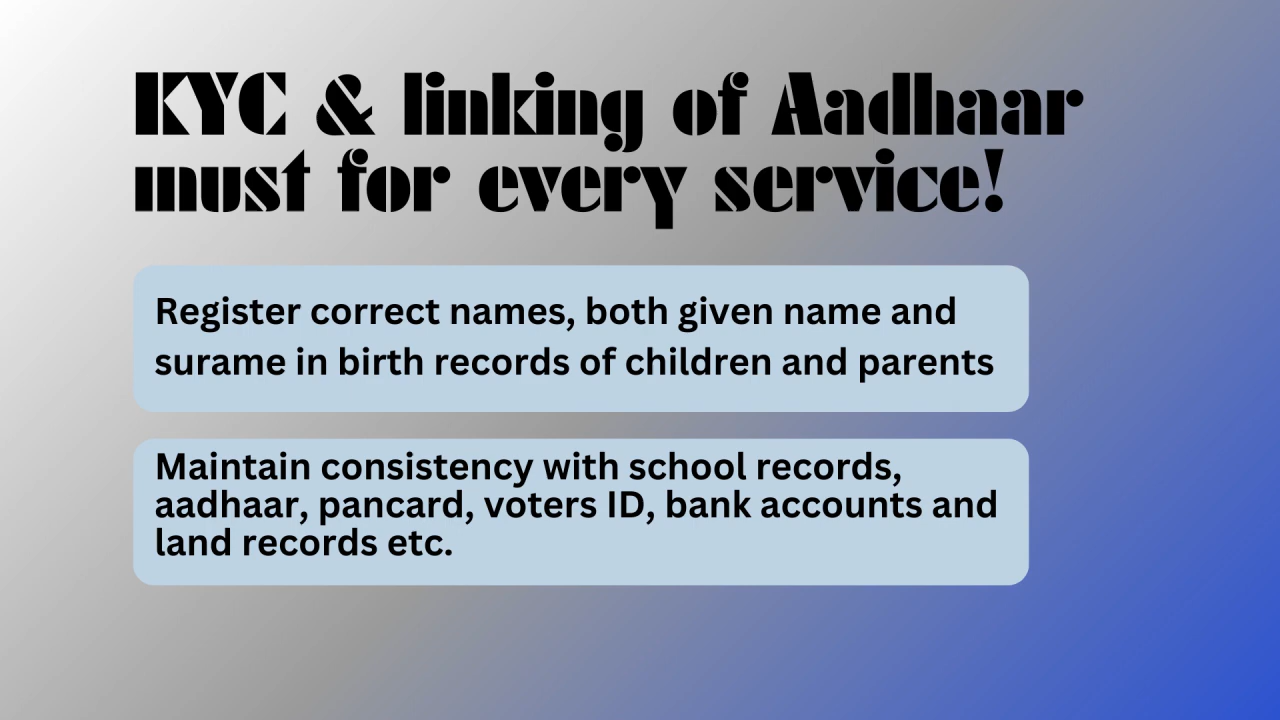 KYC & linking of Aadhaar
must for every service!
Register correct names, both given name and
surame in birth records of children and parents
Maintain consistency with school records,
aadhaar, pancard, voters ID, bank accounts and
land records etc.